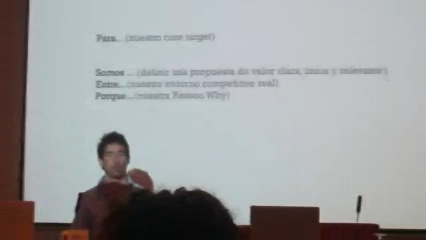 Para... (nuestro core target)
Somos ... (definir una propuesta de valor clara, única y relevante)
Entre... (nuestro entorno competitivo real)
Porque... (nuestra Reason Why)